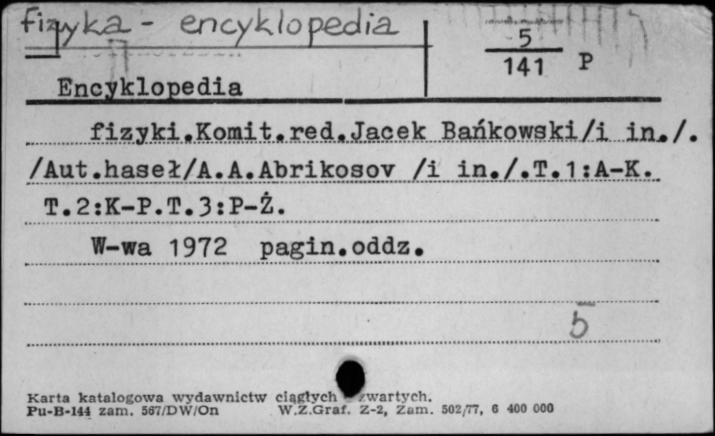 fizyka - encyklopedia
5
141 P
Encyklopedia
fizyki.Komit.red.Jacek Bańkowski/i in./.
/Aut.haseł/A.A.Abrikosov /i in./.T.1:A-K.
T.2:K-P.T.3:P-Ż.
W-wa 1972 pagin.oddz.
5
Karta katalogowa wydawnictw ciągłych zwartych.
Pu-B-144 zam. 567/DW/On W.Z.Graf. Z-2, Zam. 502/77, 6 400 000